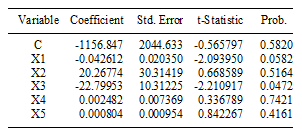 Variable Coefficient Std. Error t-Statistic Prob.
C -1156.847 2044.633 -0.565797 0.5820
X1 -0.042612 0.020350 -2.093950 0.0582
X2 20.26774 30.31419 0.668589 0.5164
X3 -22.79953 10.31225 -2.210917 0.0472
X4 0.002482 0.007369 0.336789 0.7421
X5 0.000804 0.000954 0.842267 0.4161